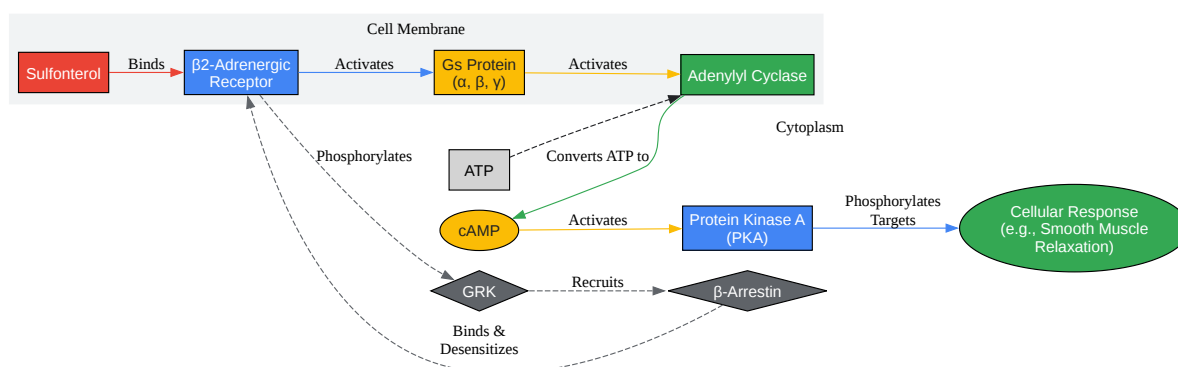 Cell Membrane
Sulfonterol
Binds
β2-Adrenergic
Receptor
Activates
Gs Protein
(α, β, γ)
Activates
Adenylyl Cyclase
Cytoplasm
Phosphorylates
ATP
Converts ATP to
cAMP
Activates
Protein Kinase A
(PKA)
Phosphorylates
Targets
Cellular Response
(e.g., Smooth Muscle
Relaxation)
GRK
Recruits
β-Arrestin
Binds &
Desensitizes